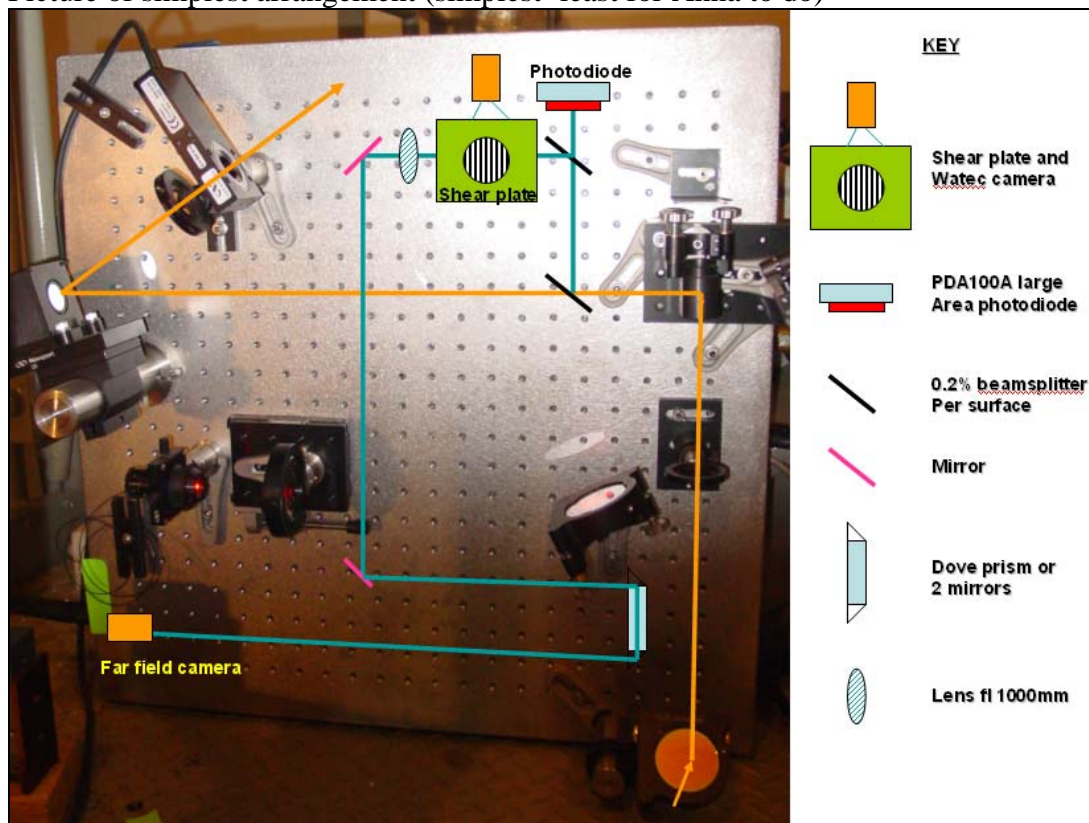 Picture of simplest arrangement (simplest=least for Anna to do)
KEY
Photodiode
Shear plate
Far field camera
Shear plate and
Watec camera
PDA100A large
Area photodiode
0.2% beamsplitter
Per surface
Mirror
Dove prism or
2 mirrors
Lens fl 1000mm